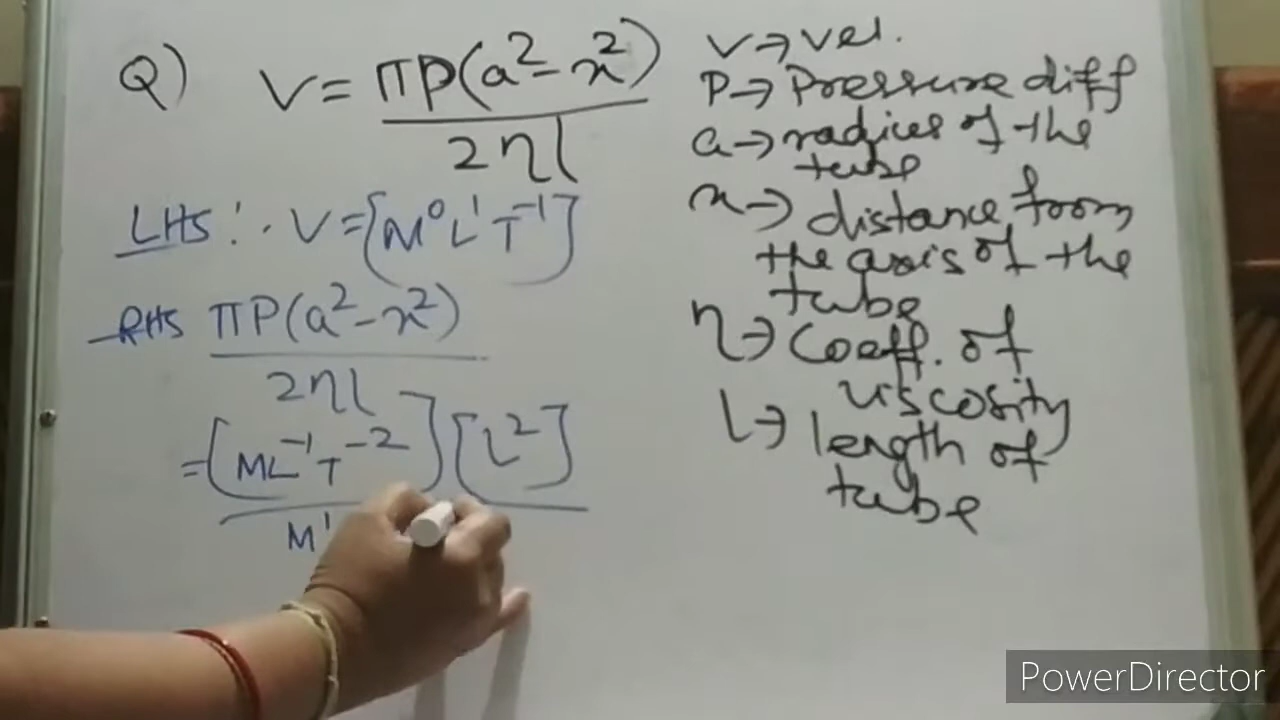 Q) V = πP(a² - x²)
2ηl
LHS ∴ V = [M⁰L¹T⁻¹]
RHS πP(a² - x²)
2ηl
= [ML⁻¹T⁻²] [L²]
M¹
V → vel.
P → Pressure diff
a → radius of the
tube
x → distance from
the axis of the
tube
η → Coeff. of
viscosity
l → length of
tube
PowerDirector